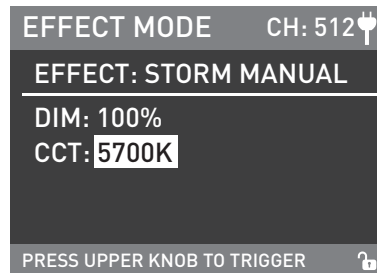 EFFECT MODE CH: 512
EFFECT: STORM MANUAL
DIM: 100%
CCT: 5700K
PRESS UPPER KNOB TO TRIGGER